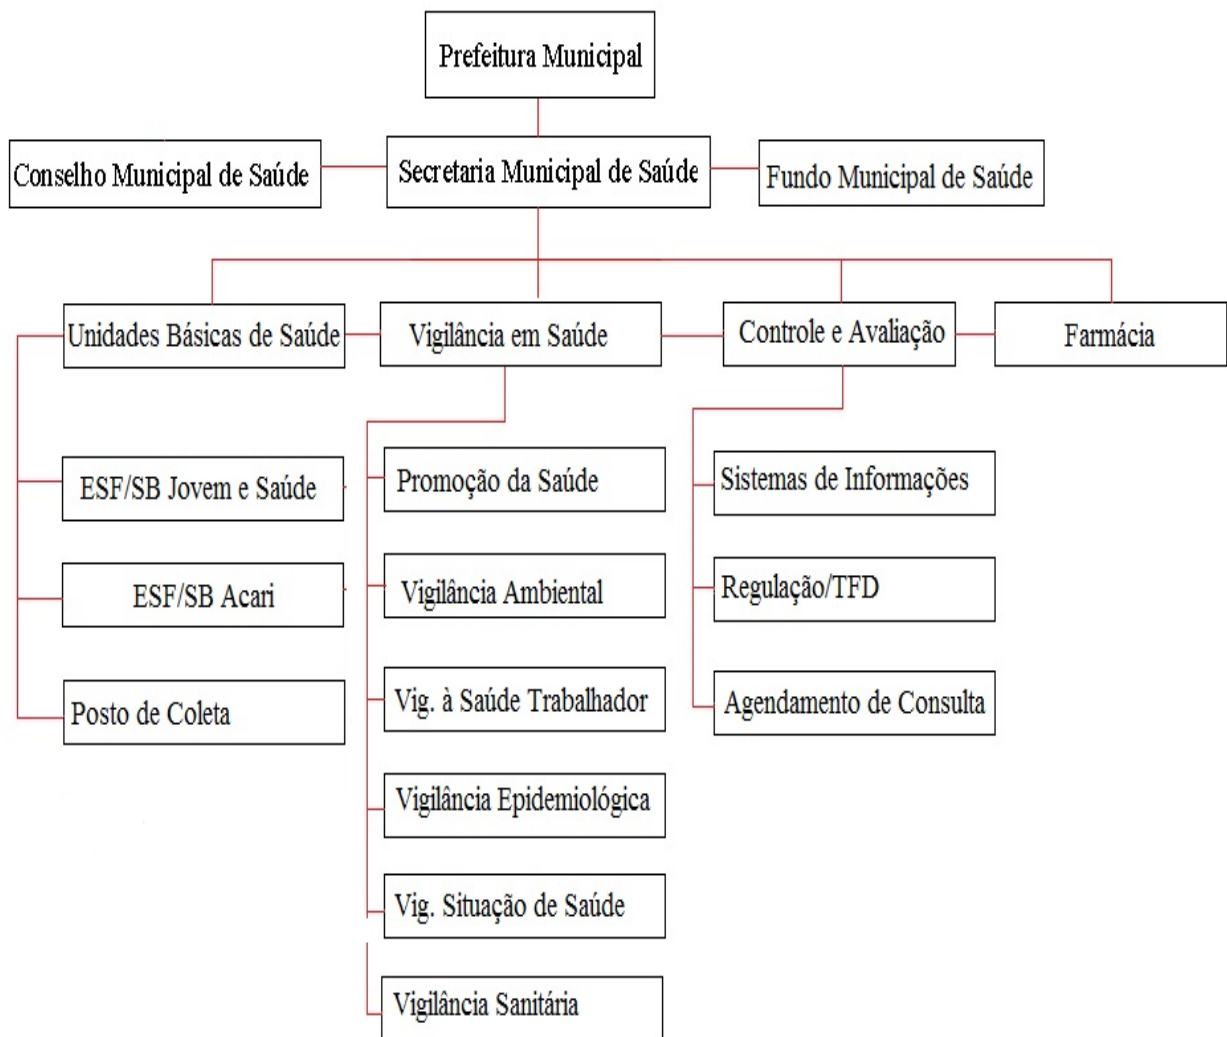 Prefeitura Municipal
Conselho Municipal de Saúde
Secretaria Municipal de Saúde
Fundo Municipal de Saúde
Unidades Básicas de Saúde
Vigilância em Saúde
Controle e Avaliação
Farmácia
ESF/SB Jovem e Saúde
ESF/SB Acari
Posto de Coleta
Promoção da Saúde
Vigilância Ambiental
Vig. à Saúde Trabalhador
Vigilância Epidemiológica
Vig. Situação de Saúde
Vigilância Sanitária
Sistemas de Informações
Regulação/TFD
Agendamento de Consulta